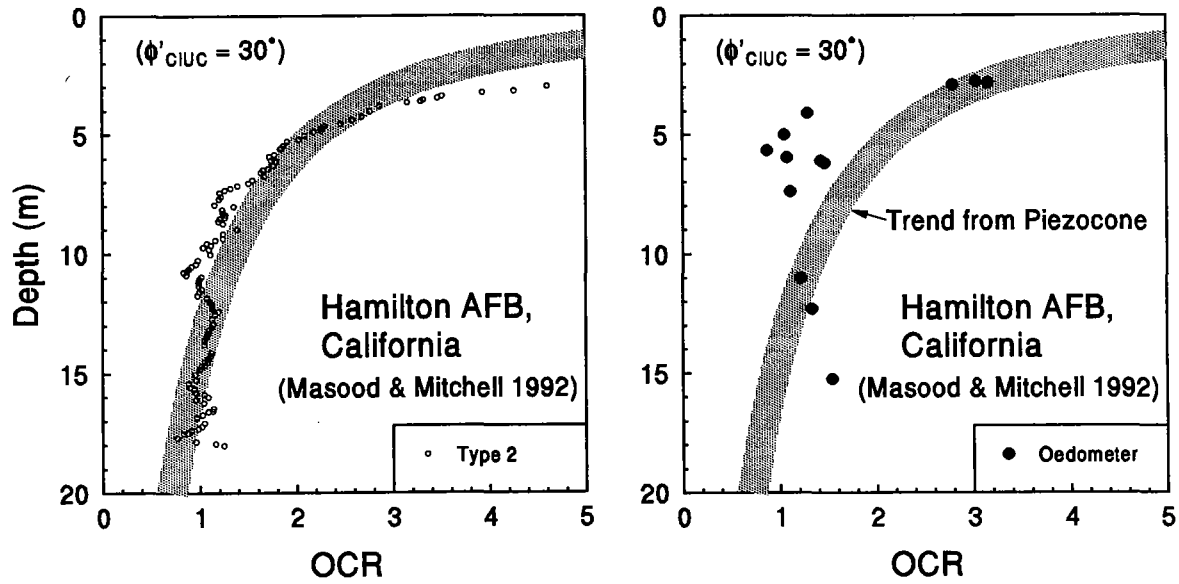 0
5
10
15
20
Depth (m)
0
1
2
3
4
5
OCR
(ϕ'CIUC = 30°)
Hamilton AFB,
California
(Masood & Mitchell 1992)
Type 2
0
5
10
15
20
0
1
2
3
4
5
OCR
(ϕ'CIUC = 30°)
Trend from Piezocone
Hamilton AFB,
California
(Masood & Mitchell 1992)
Oedometer